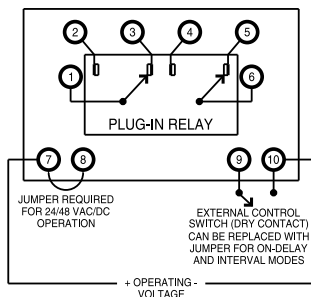 2 3 4 5
1 6
PLUG-IN RELAY
7 8 9 10
JUMPER REQUIRED
FOR 24/48 VAC/DC
OPERATION
EXTERNAL CONTROL
SWITCH (DRY CONTACT)
CAN BE REPLACED WITH
JUMPER FOR ON-DELAY
AND INTERVAL MODES
+ OPERATING -
VOLTAGE